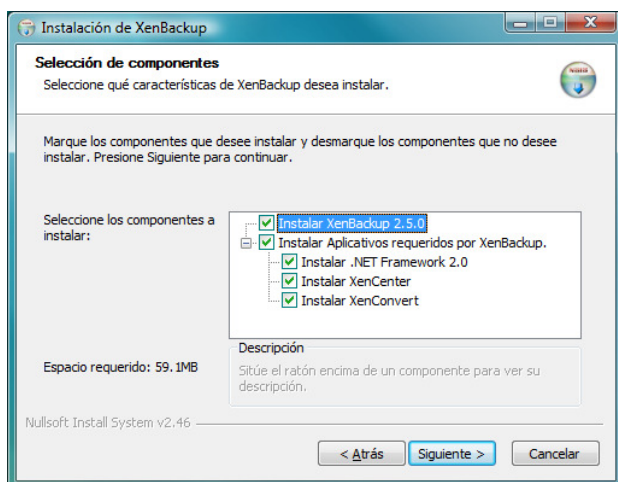 Instalación de XenBackup
Selección de componentes
Seleccione qué características de XenBackup desea instalar.
Marque los componentes que desee instalar y desmarque los componentes que no desee
instalar. Presione Siguiente para continuar.
Seleccione los componentes a
instalar:
Instalar XenBackup 2.5.0
Instalar Aplicativos requeridos por XenBackup.
Instalar .NET Framework 2.0
Instalar XenCenter
Instalar XenConvert
Espacio requerido: 59.1MB
Descripción
Sitúe el ratón encima de un componente para ver su
descripción.
Nullsoft Install System v2.46
< Atrás
Siguiente >
Cancelar